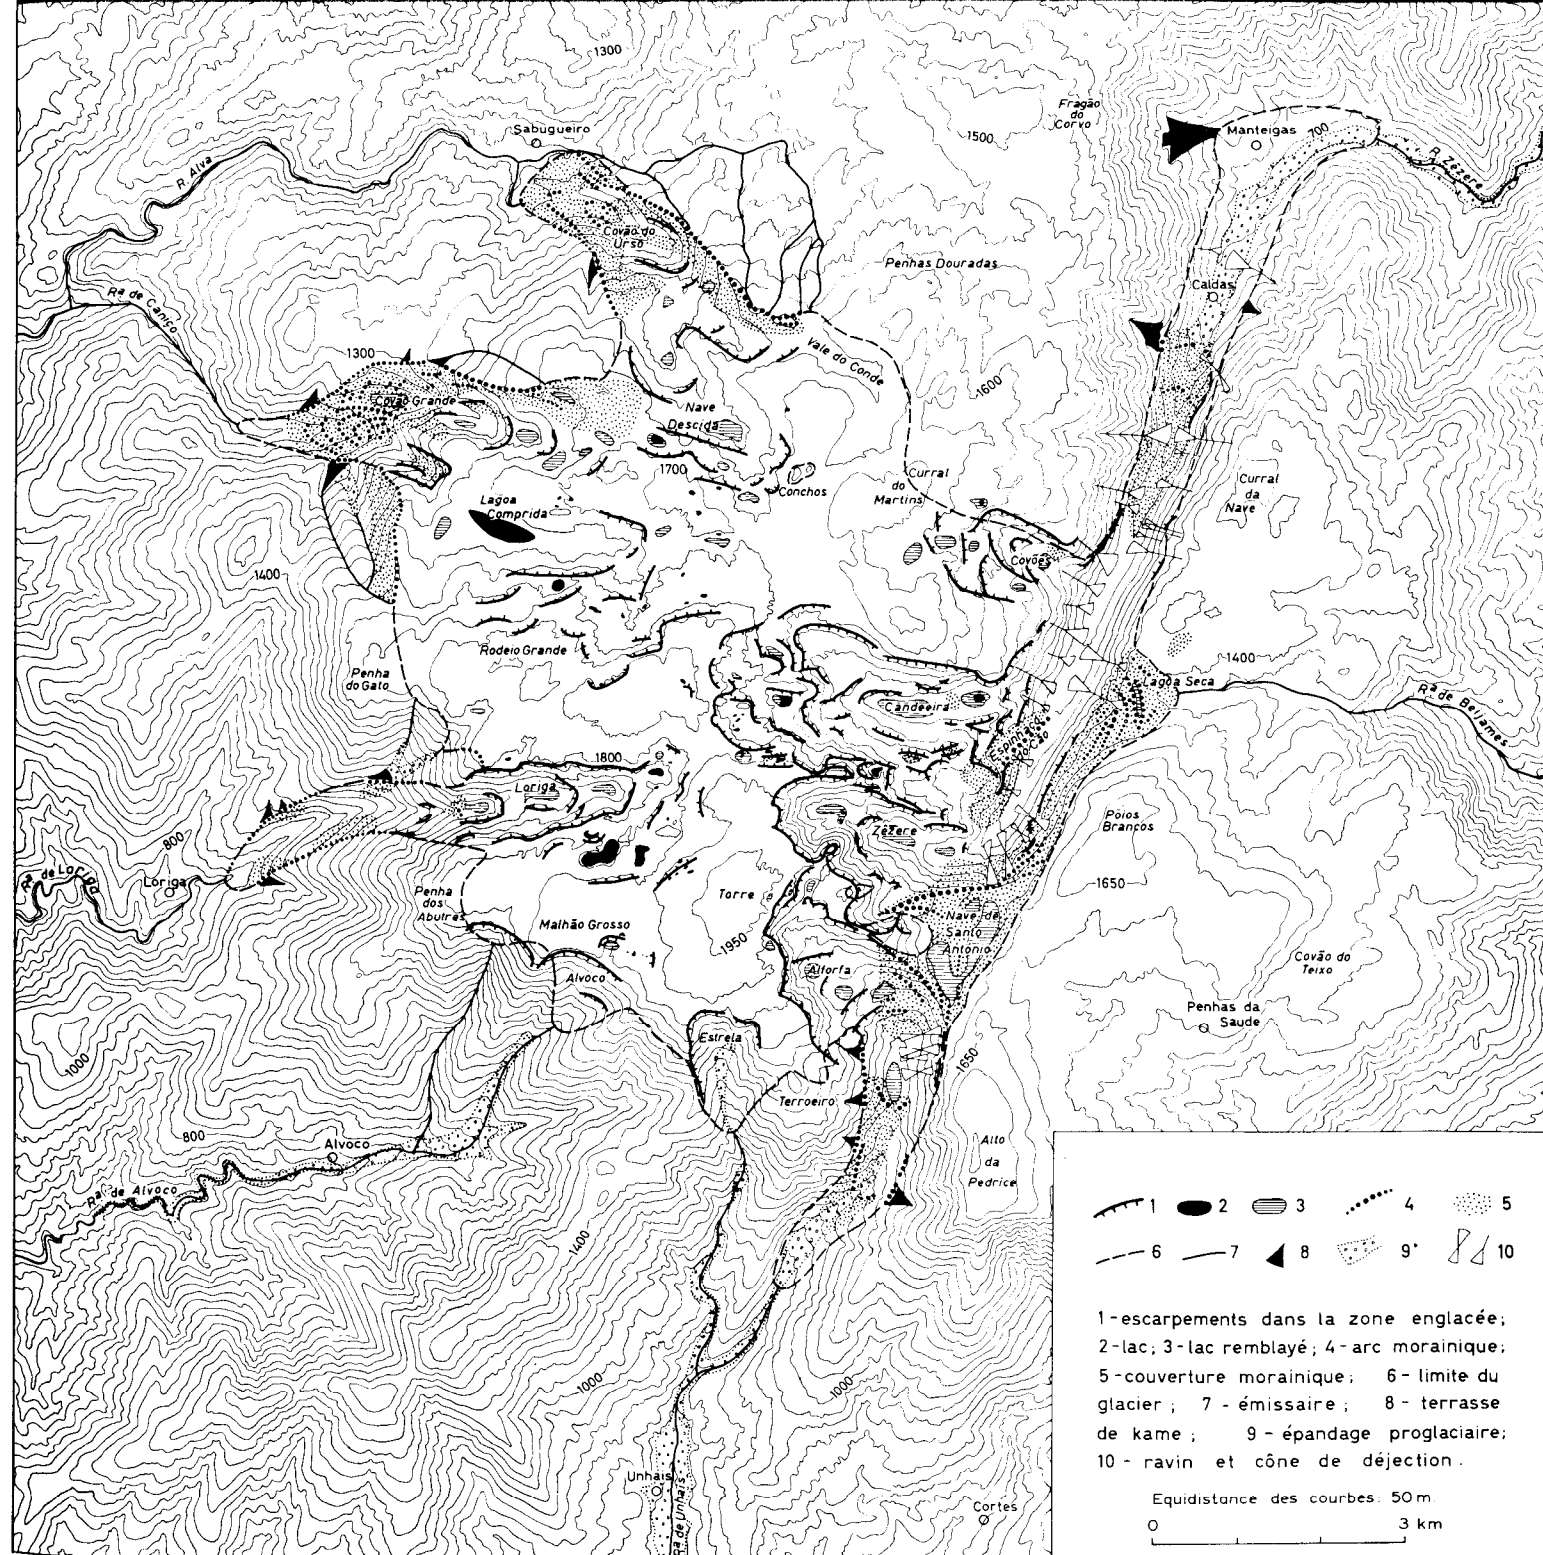 1300
Fragão
do
Corvo
Sabugueiro
1500
Manteigas
700
R. Zêzere
R. Alva
Covão do
Urso
Penhas Douradas
Caldas
Rª de Caniço
1300
Vale do Conde
1600
Covão Grande
Nave
Descida
1700
Conchos
Curral
do
Martins
Curral
da
Nave
Lagoa
Comprida
Covões
1400
Rodeio Grande
Penha
do Gato
1400
Lagoa Seca
Rª de Beijames
Candeeira
Espinhaço
do Cão
1800
Loriga
Zêzere
Póios
Brancos
800
Rª de Loriga
Loriga
1650
Penha
dos
Abutres
Torre
Malhão Grosso
Nave de
Santo
António
1950
Covão do
Teixo
Alvoco
Alforfa
Penhas da
Saude
Estrela
1000
1650
Terroeiro
800
Alvoco
Alto
da
Pedrice
Rª de Alvoco
1400
1000
1000
Unhais
Rª de Unhais
Cortes
1 2 3 4 5
6 7 8 9 10
1-escarpements dans la zone englacée;
2-lac; 3-lac remblayé; 4-arc morainique;
5-couverture morainique; 6- limite du
glacier; 7 - émissaire; 8 - terrasse
de kame; 9 - épandage proglaciaire;
10 - ravin et cône de déjection.
Equidistance des courbes: 50 m.
0 3 km